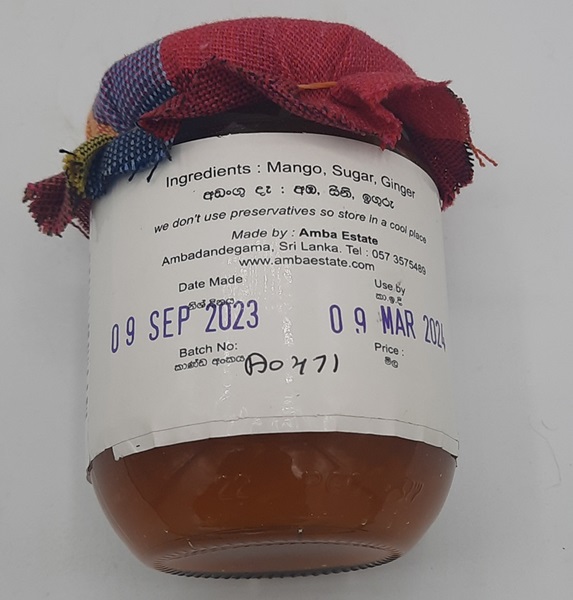 Ingredients : Mango, Sugar, Ginger
අඩංගු දෑ : අඹ, සීනි, ඉඟුරු
we don't use preservatives so store in a cool place
Made by : Amba Estate
Ambadandegama, Sri Lanka. Tel : 057 3575489
www.ambaestate.com
Date Made
09 SEP 2023
Use by
කා.ඉ.දි
09 MAR 2024
Batch No:
කාණ්ඩ අංකය
A0471
Price :
මිල